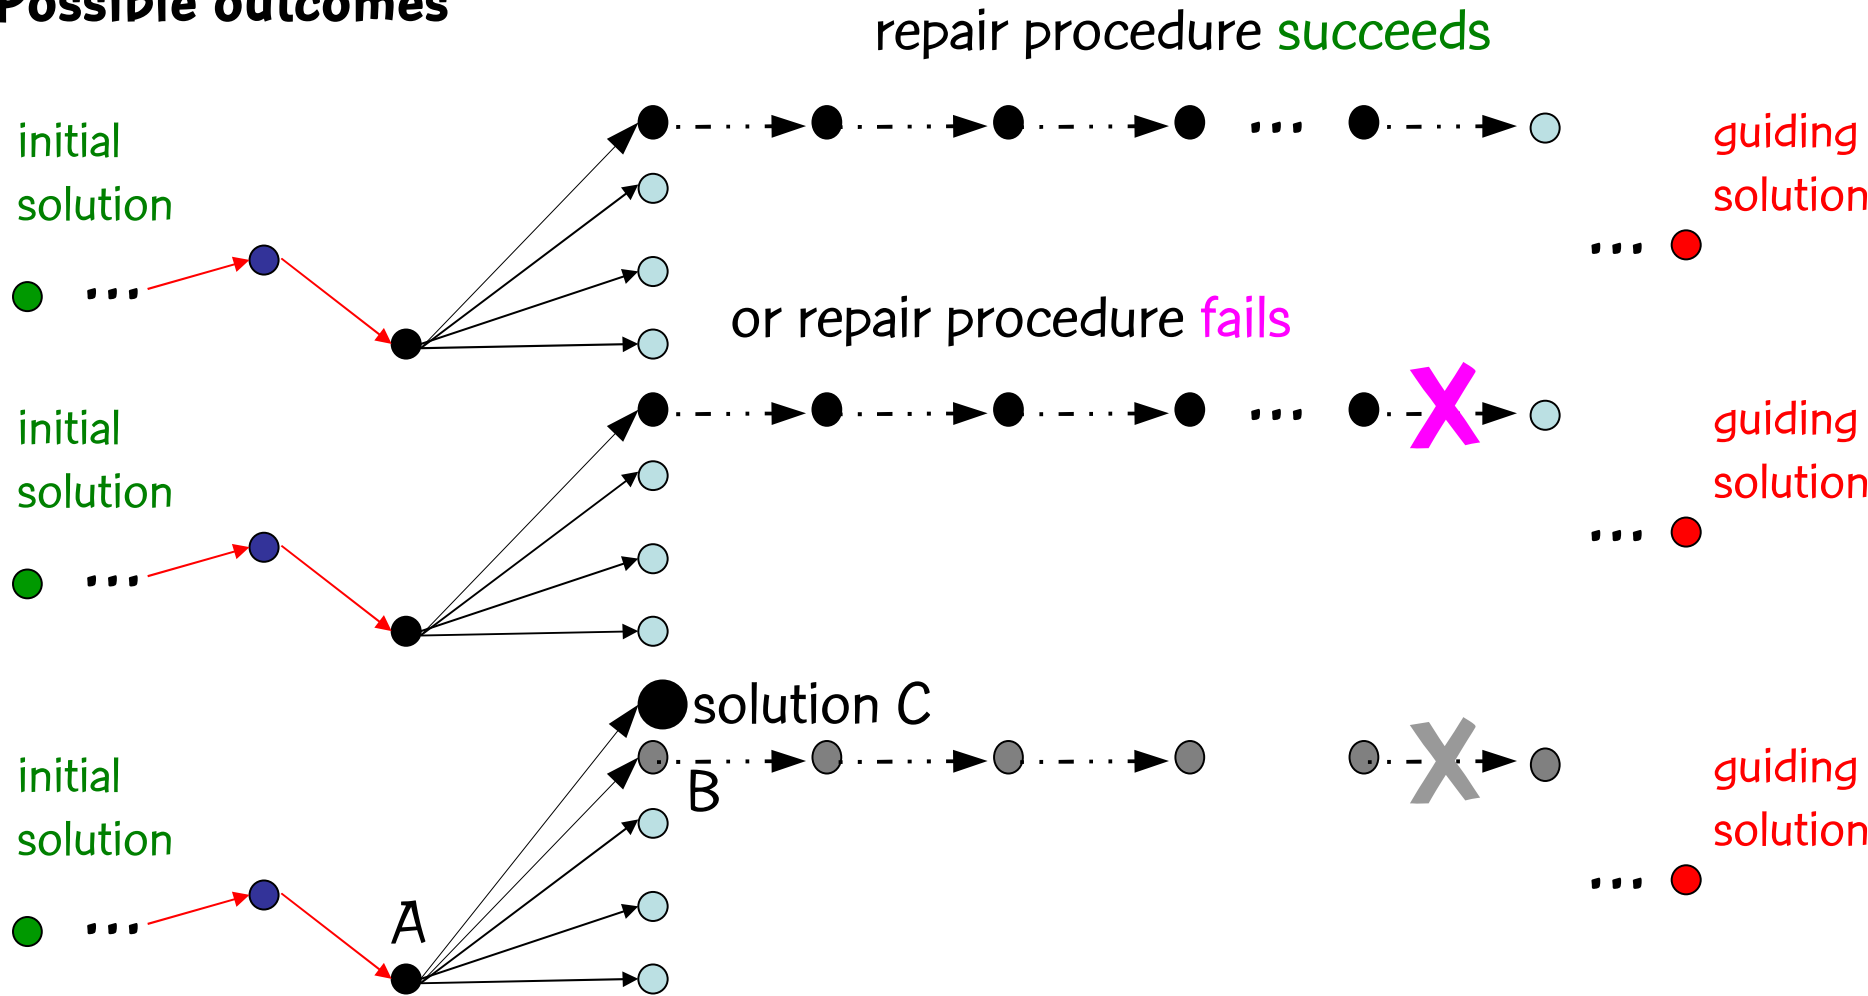 Possible outcomes
repair procedure succeeds
initial
solution
...
...
guiding
solution
...
or repair procedure fails
X
initial
solution
...
...
guiding
solution
...
solution C
B
X
initial
solution
...
A
guiding
solution
...